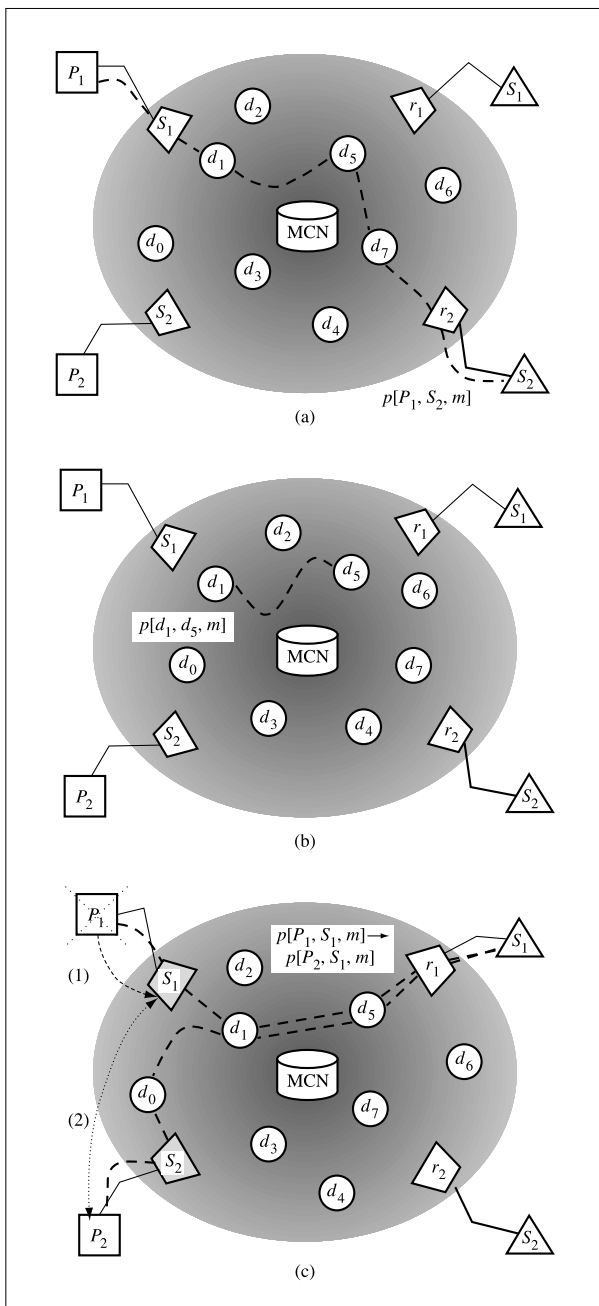 P1
S1
d1
d2
d5
r1
S1
d6
MCN
d0
d3
d7
d4
S2
r2
P2
S2
p[P1, S2, m]
(a)
P1
S1
d2
r1
S1
d1
d5
d6
p[d1, d5, m]
MCN
d0
d7
d3
d4
S2
r2
P2
S2
(b)
P1
p[P1, S1, m]→
p[P2, S1, m]
S1
(1)
S1
d2
r1
d1
d5
d6
MCN
d0
d7
(2)
d3
S2
r2
d4
P2
S2
(c)